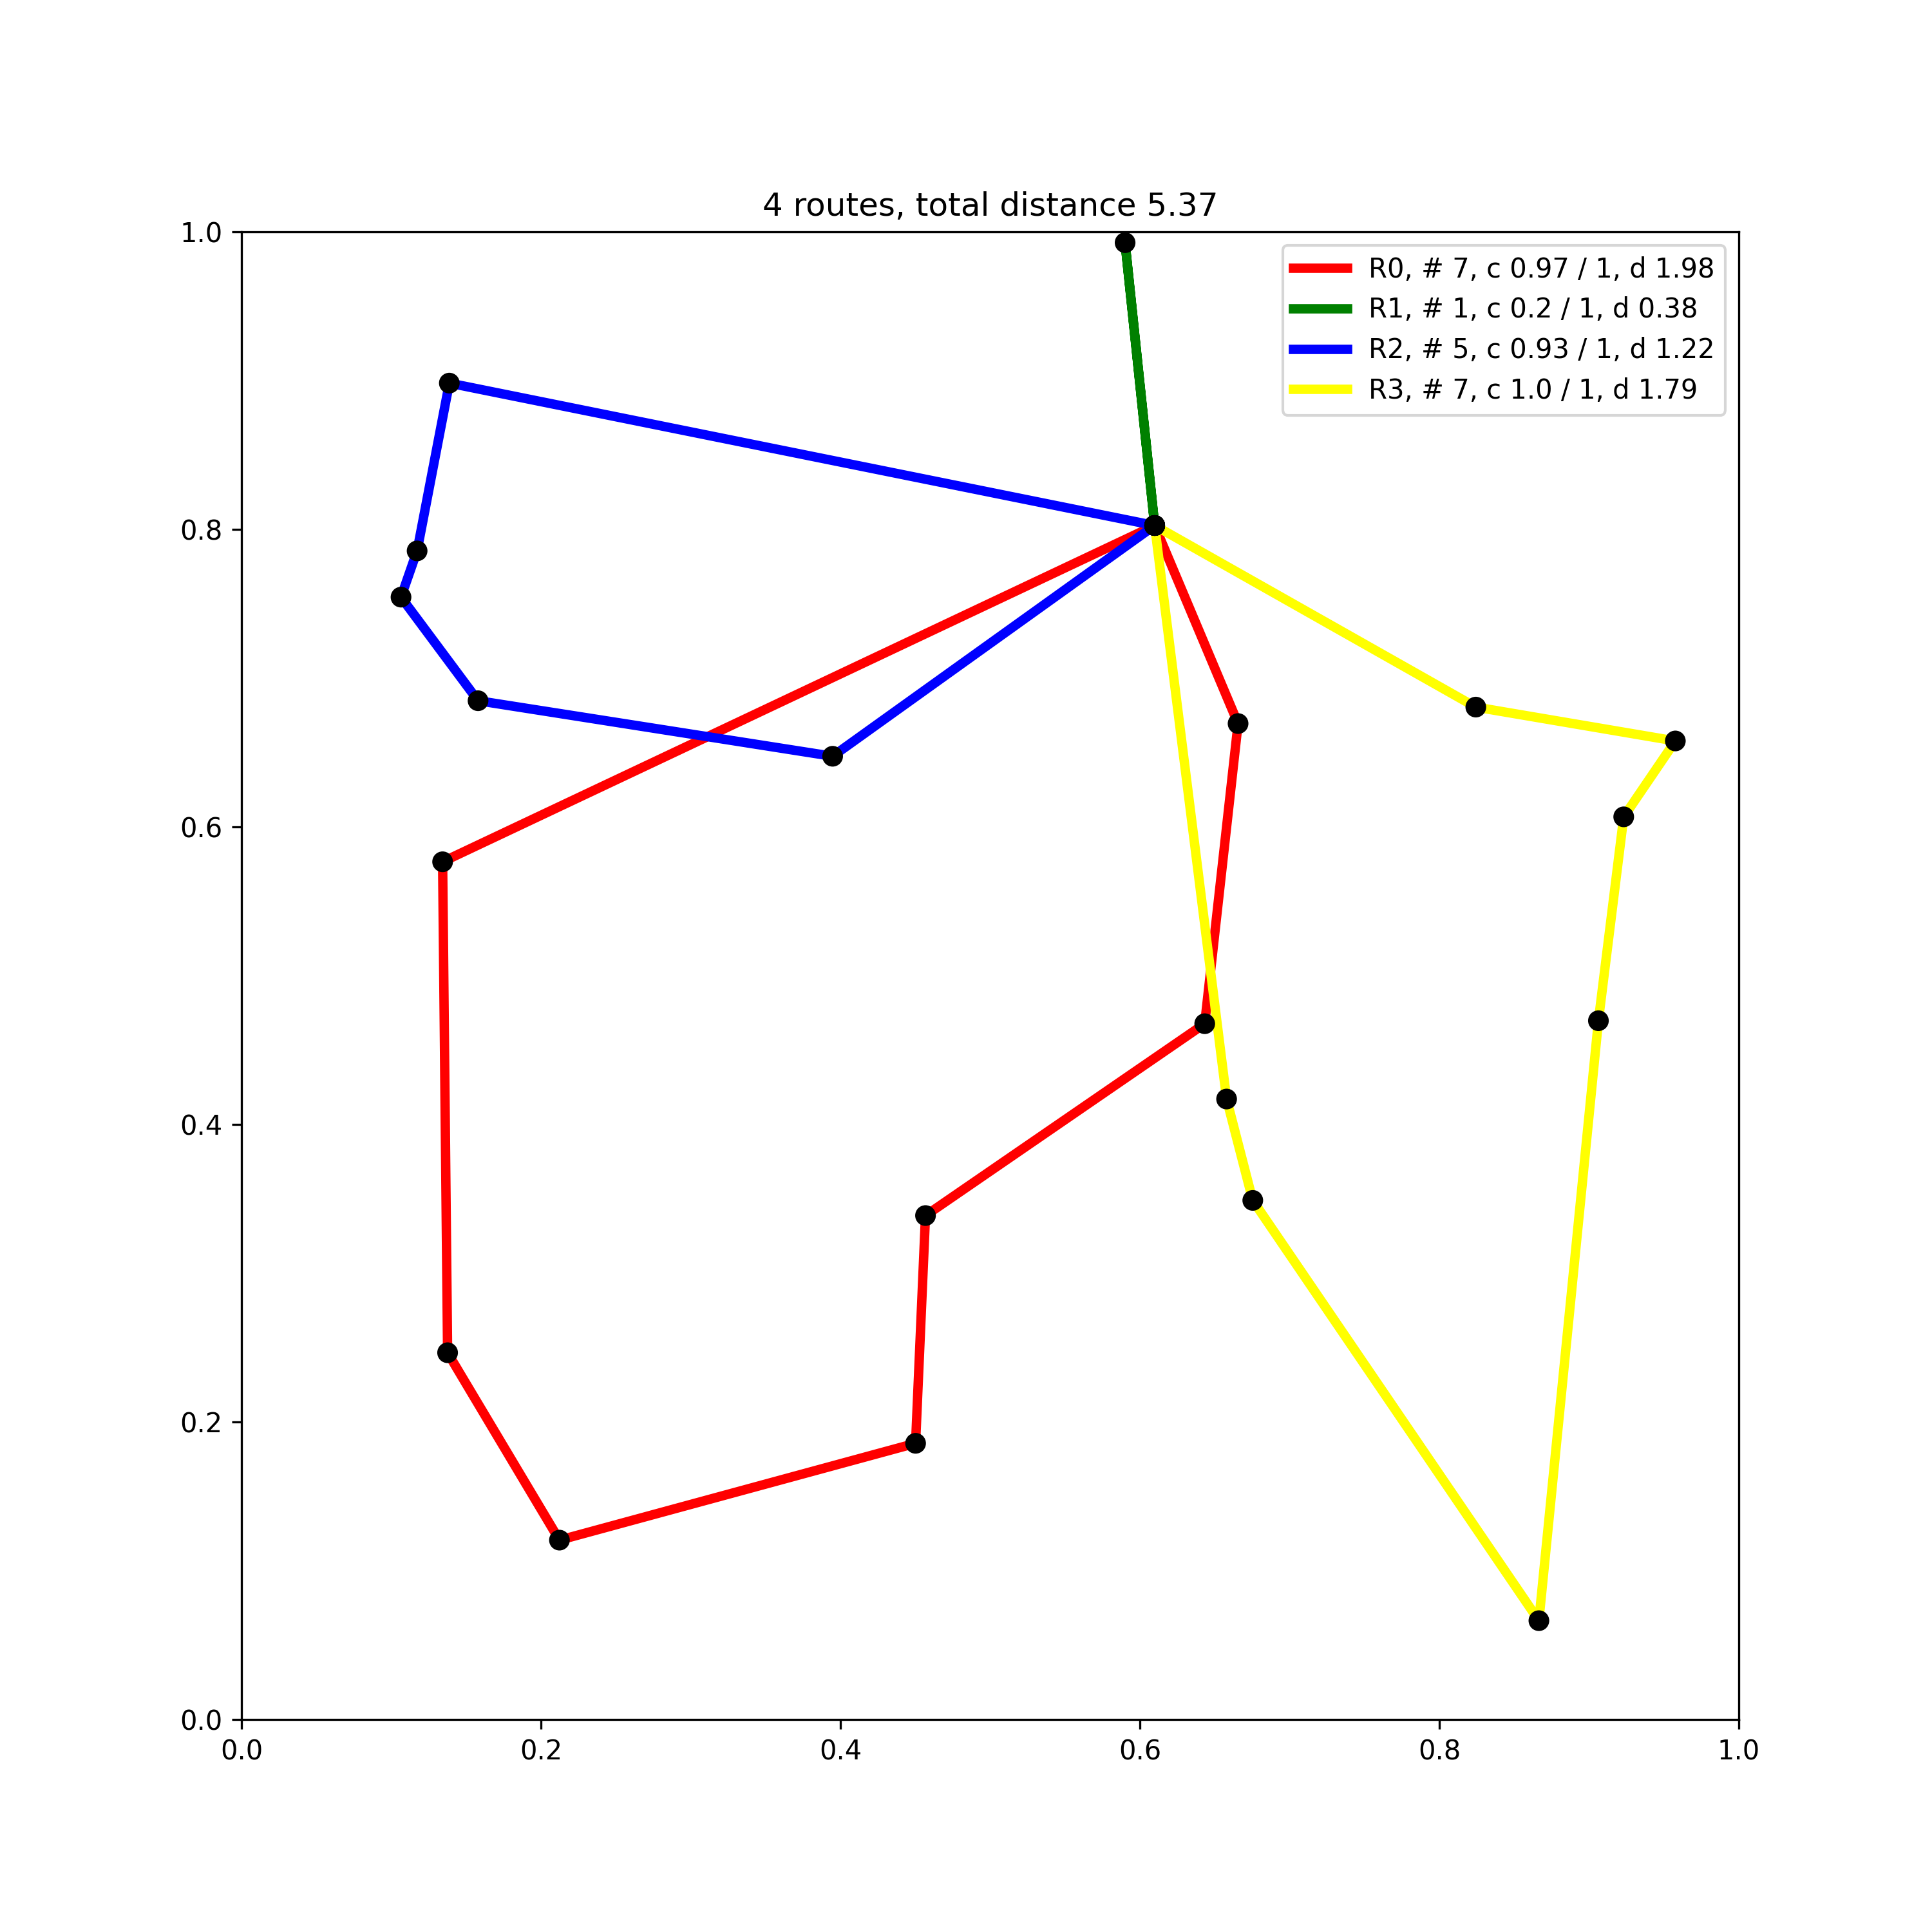 4 routes, total distance 5.37
R0, # 7, c 0.97 / 1, d 1.98
R1, # 1, c 0.2 / 1, d 0.38
R2, # 5, c 0.93 / 1, d 1.22
R3, # 7, c 1.0 / 1, d 1.79
1.0
0.8
0.6
0.4
0.2
0.0
0.0 0.2 0.4 0.6 0.8 1.0